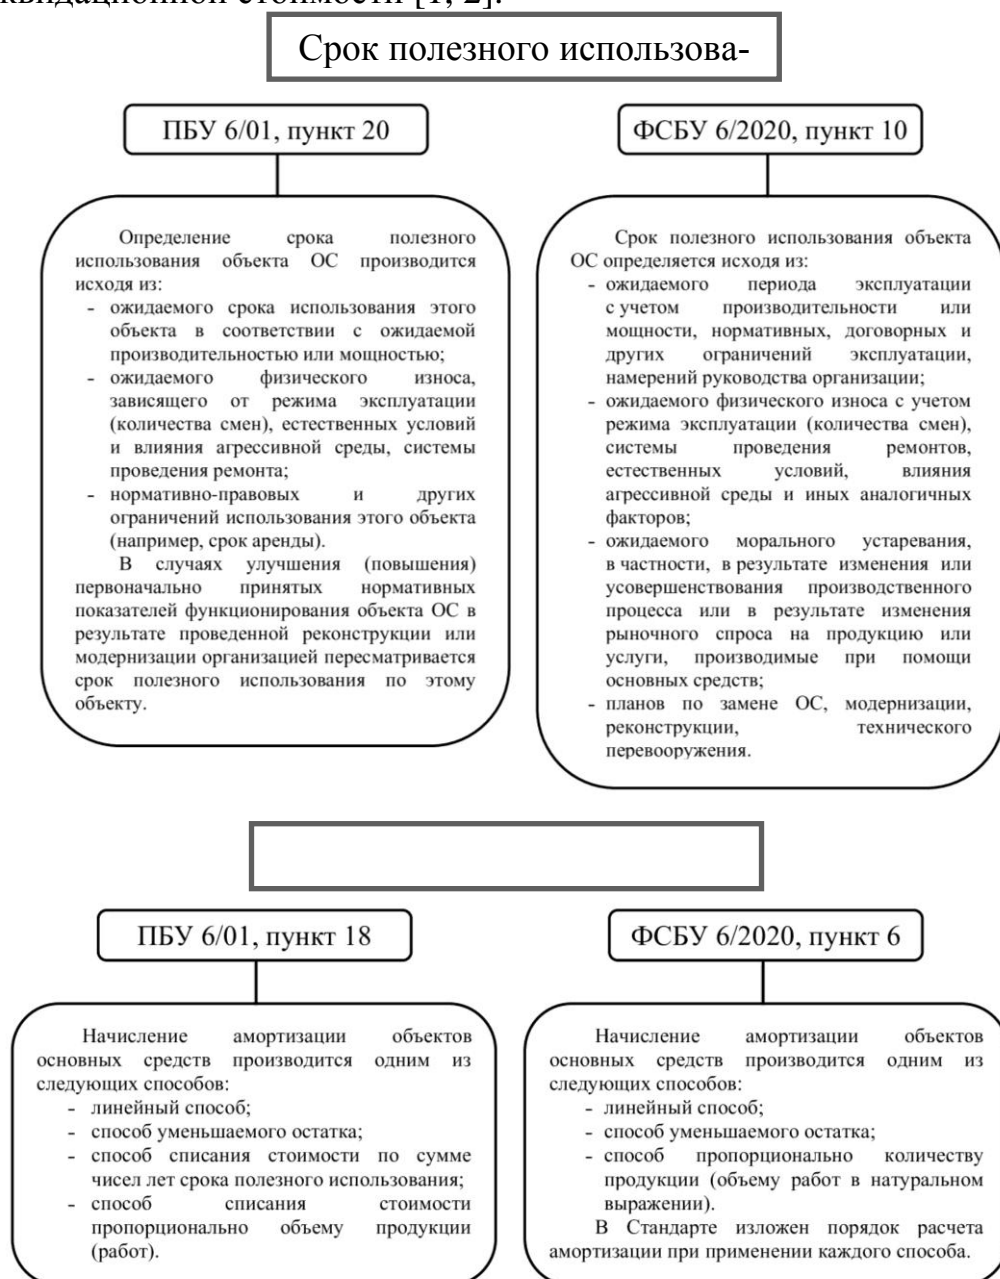 квидационной стоимости [1, 2].
Срок полезного использова-
ПБУ 6/01, пункт 20
Определение срока полезного
использования объекта ОС производится
исходя из:
- ожидаемого срока использования этого
объекта в соответствии с ожидаемой
производительностью или мощностью;
- ожидаемого физического износа,
зависящего от режима эксплуатации
(количества смен), естественных условий
и влияния агрессивной среды, системы
проведения ремонта;
- нормативно-правовых и других
ограничений использования этого объекта
(например, срок аренды).
В случаях улучшения (повышения)
первоначально принятых нормативных
показателей функционирования объекта ОС в
результате проведенной реконструкции или
модернизации организацией пересматривается
срок полезного использования по этому
объекту.
ФСБУ 6/2020, пункт 10
Срок полезного использования объекта
ОС определяется исходя из:
- ожидаемого периода эксплуатации
с учетом производительности или
мощности, нормативных, договорных и
других ограничений эксплуатации,
намерений руководства организации;
- ожидаемого физического износа с учетом
режима эксплуатации (количества смен),
системы проведения ремонтов,
естественных условий, влияния
агрессивной среды и иных аналогичных
факторов;
- ожидаемого морального устаревания,
в частности, в результате изменения или
усовершенствования производственного
процесса или в результате изменения
рыночного спроса на продукцию или
услуги, производимые при помощи
основных средств;
- планов по замене ОС, модернизации,
реконструкции, технического
перевооружения.
ПБУ 6/01, пункт 18
Начисление амортизации объектов
основных средств производится одним из
следующих способов:
- линейный способ;
- способ уменьшаемого остатка;
- способ списания стоимости по сумме
чисел лет срока полезного использования;
- способ списания стоимости
пропорционально объему продукции
(работ).
ФСБУ 6/2020, пункт 6
Начисление амортизации объектов
основных средств производится одним из
следующих способов:
- линейный способ;
- способ уменьшаемого остатка;
- способ пропорционально количеству
продукции (объему работ в натуральном
выражении).
В Стандарте изложен порядок расчета
амортизации при применении каждого способа.